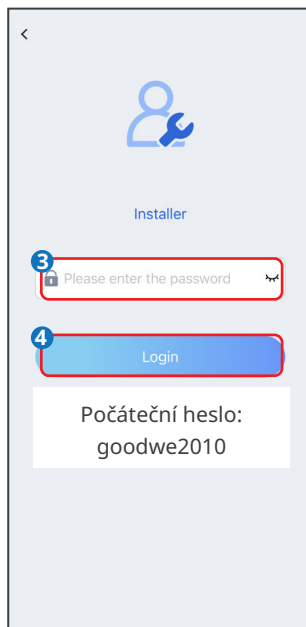 Installer
3
Please enter the password
4
Login
Počáteční heslo:
goodwe2010